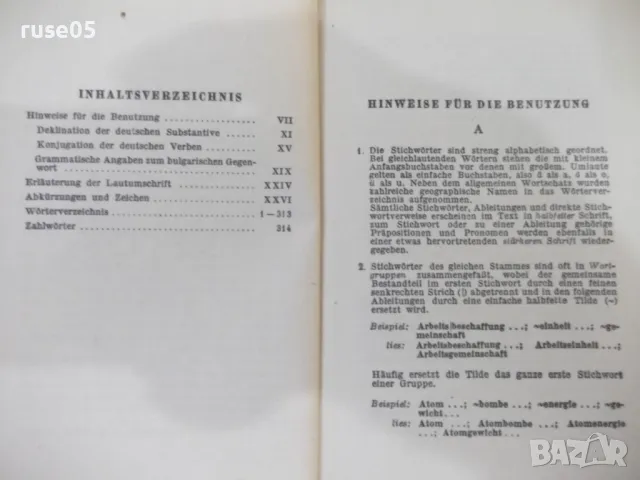 ruse05
INHALTSVERZEICHNIS
Hinweise für die Benutzung VII
Deklination der deutschen Substantive XI
Konjugation der deutschen Verben XV
Grammatische Angaben zum bulgarischen Gegen-
wort XIX
Erläuterung der Lautumschrift XXIV
Abkürzungen und Zeichen XXVI
Wörterverzeichnis 1—313
Zahlwörter 314
HINWEISE FÜR DIE BENUTZUNG
A
1. Die Stichwörter sind streng alphabetisch geordnet.
Bei gleichlautenden Wörtern stehen die mit kleinem
Anfangsbuchstaben vor denen mit großem. Umlaute
gelten als einfache Buchstaben, also ä als a, ö als o,
ü als u. Neben dem allgemeinen Wortschatz wurden
zahlreiche geographische Namen in das Wörterver-
zeichnis aufgenommen.
Sämtliche Stichwörter, Ableitungen und direkte Stich-
wortverweise erscheinen im Text in halbfetter Schrift,
zum Stichwort oder zu einer Ableitung gehörige
Präpositionen und Pronomen werden ebenfalls in
einer etwas hervortretenden stärkeren Schrift wieder-
gegeben.
2. Stichwörter des gleichen Stammes sind oft in Wort-
gruppen zusammengefaßt, wobei der gemeinsame
Bestandteil im ersten Stichwort durch einen feinen
senkrechten Strich (|) abgetrennt und in den folgenden
Ableitungen durch eine einfache halbfette Tilde (~)
ersetzt wird.
Beispiel: Arbeits|beschaffung ...; ~einheit ...; ~ge-
meinschaft
lies: Arbeitsbeschaffung ...; Arbeitseinheit ...;
Arbeitsgemeinschaft
Häufig ersetzt die Tilde das ganze erste Stichwort
einer Gruppe.
Beispiel: Atom ...; ~bombe ...; ~energie ...; ~ge-
wicht ...
lies: Atom ...; Atombombe ...; Atomenergie
...; Atomgewicht ...
BAZAR
.bg